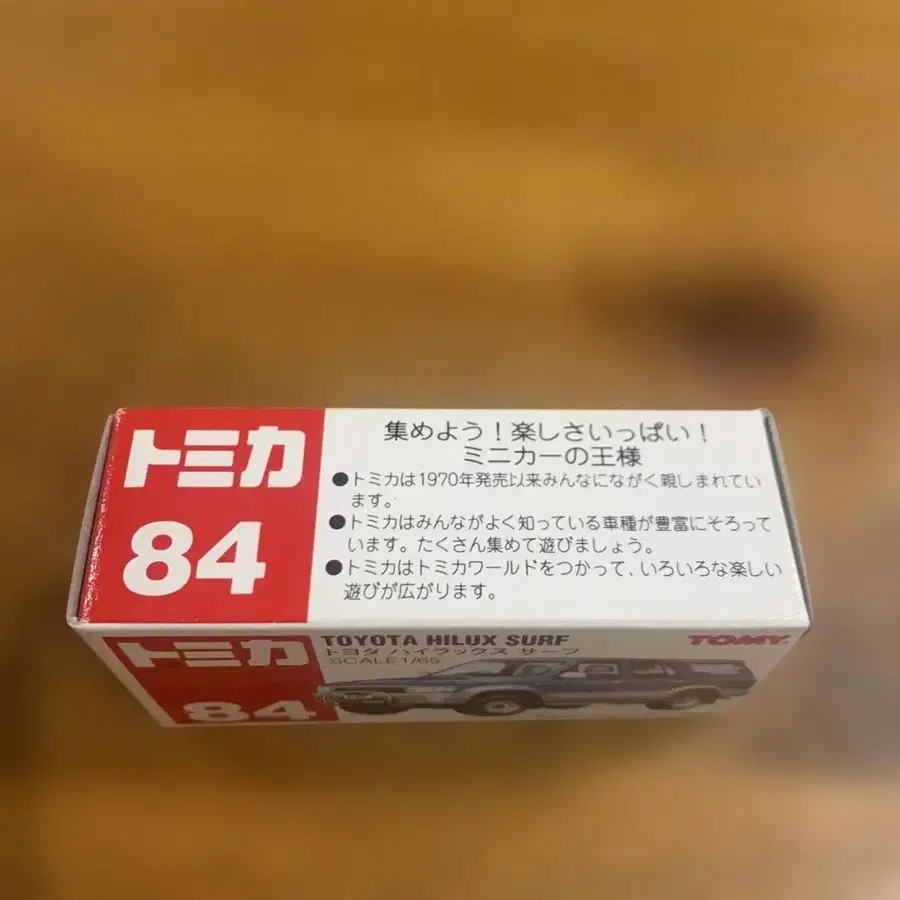 トミカ
84
集めよう！楽しさいっぱい！
ミニカーの王様
●トミカは1970年発売以来みんなにながく親しまれてい
ます。
●トミカはみんながよく知っている車種が豊富にそろって
います。たくさん集めて遊びましょう。
●トミカはトミカワールドをつかって、いろいろな楽しい
遊びが広がります。
トミカ
84
TOYOTA HILUX SURF
トヨタ ハイラックス サーフ
SCALE 1/65
TOMY